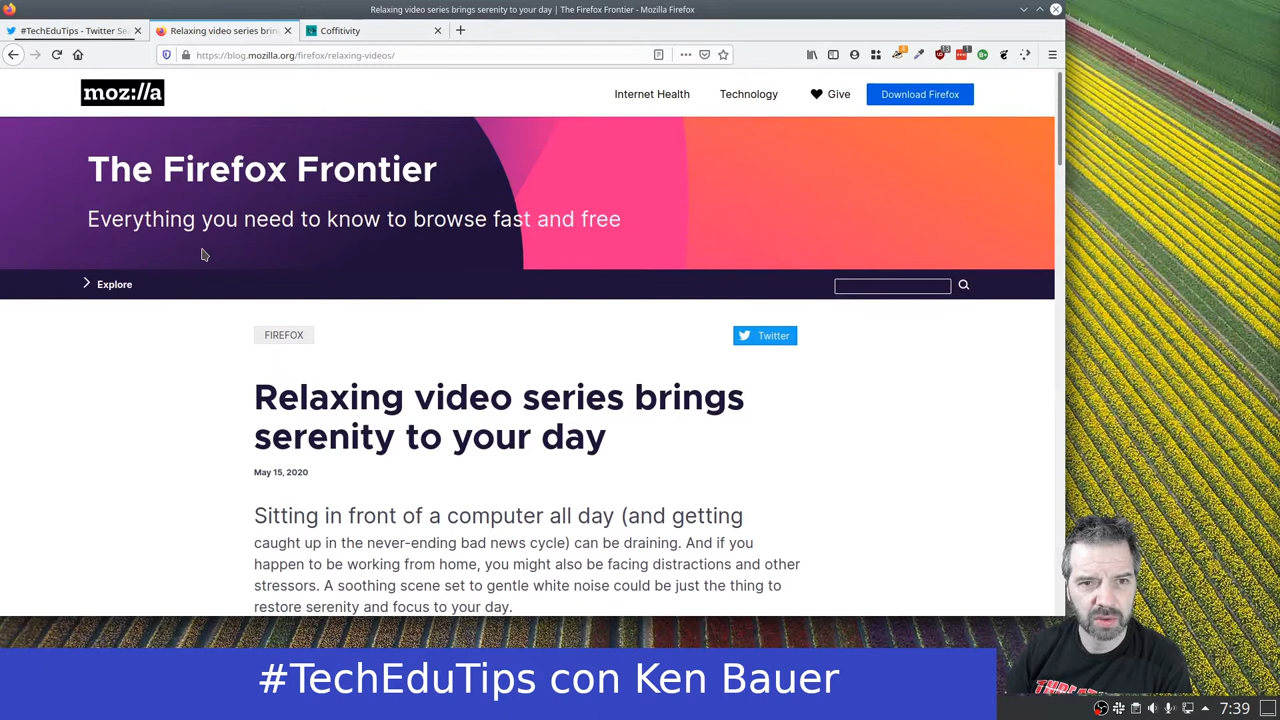 Relaxing video series brings serenity to your day | The Firefox Frontier - Mozilla Firefox
#TechEduTips - Twitter Se
Relaxing video series brin
Coffitivity
https://blog.mozilla.org/firefox/relaxing-videos/
moz://a
Internet Health
Technology
Give
Download Firefox
The Firefox Frontier
Everything you need to know to browse fast and free
Explore
FIREFOX
Twitter
Relaxing video series brings
serenity to your day
May 15, 2020
Sitting in front of a computer all day (and getting
caught up in the never-ending bad news cycle) can be draining. And if you
happen to be working from home, you might also be facing distractions and other
stressors. A soothing scene set to gentle white noise could be just the thing to
restore serenity and focus to your day.
#TechEduTips con Ken Bauer
7:39